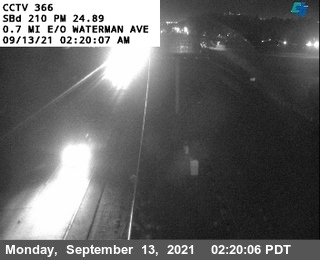 CCTV 366
SBd 210 PM 24.89
0.7 MI E/O WATERMAN AVE
09/13/21 02:20:07 AM
Monday, September 13, 2021 02:20:06 PDT